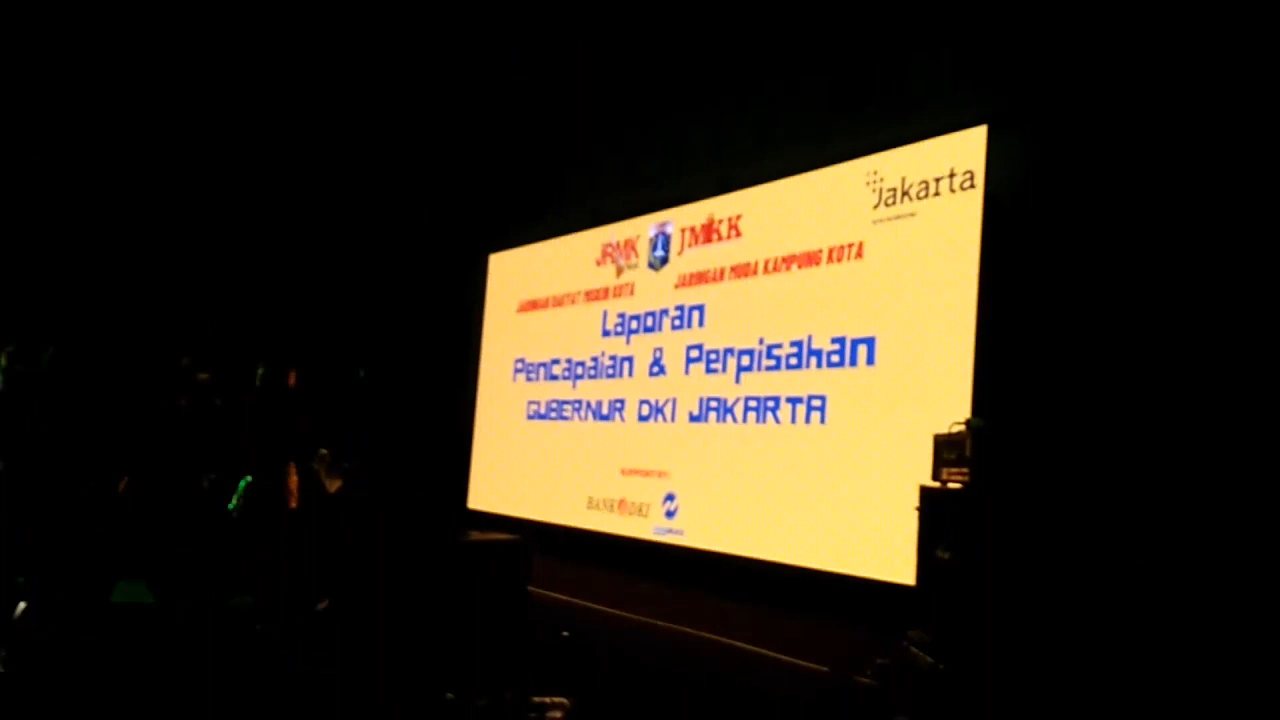 Jakarta
JRMK JMKK
JARINGAN RAKYAT MISKIN KOTA JARINGAN MUDA KAMPUNG KOTA
Laporan
Pencapaian & Perpisahan
GUBERNUR DKI JAKARTA
BANK DKI